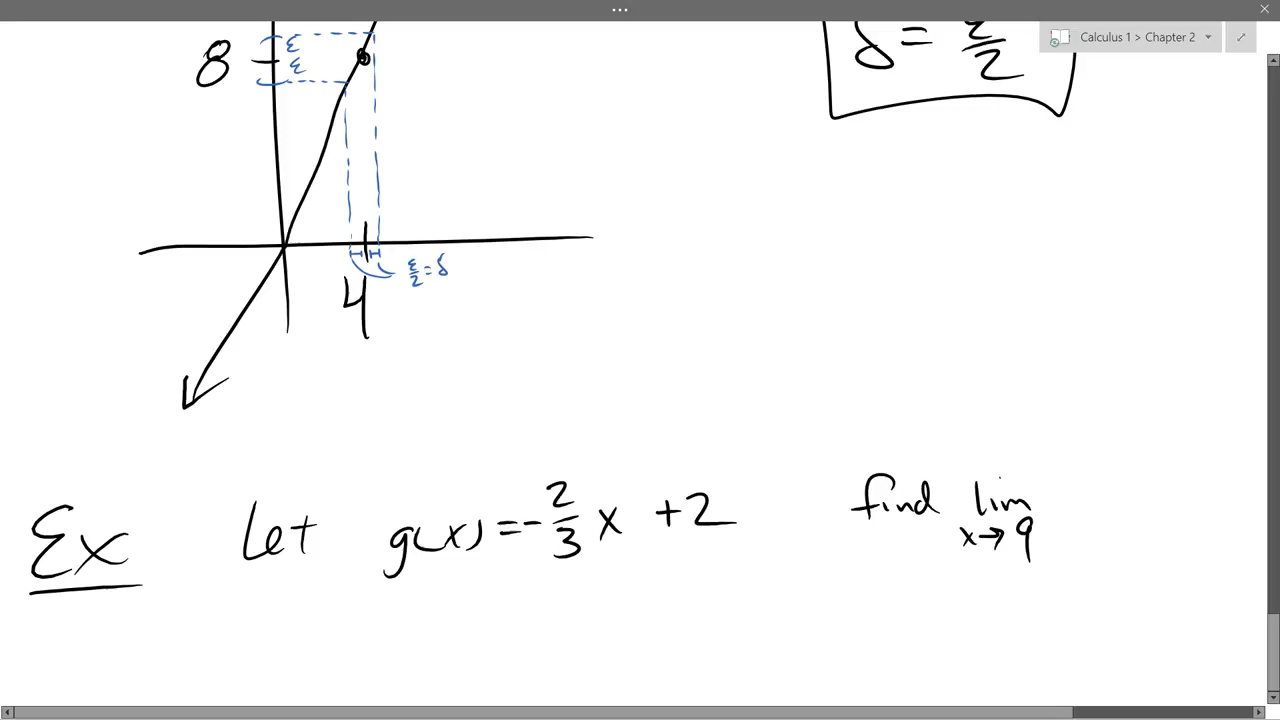 Calculus 1 > Chapter 2
8 ε
ε
δ = ε/2
4 ε/2 = δ
Ex Let g(x) = -2/3 x + 2 find lim x→9